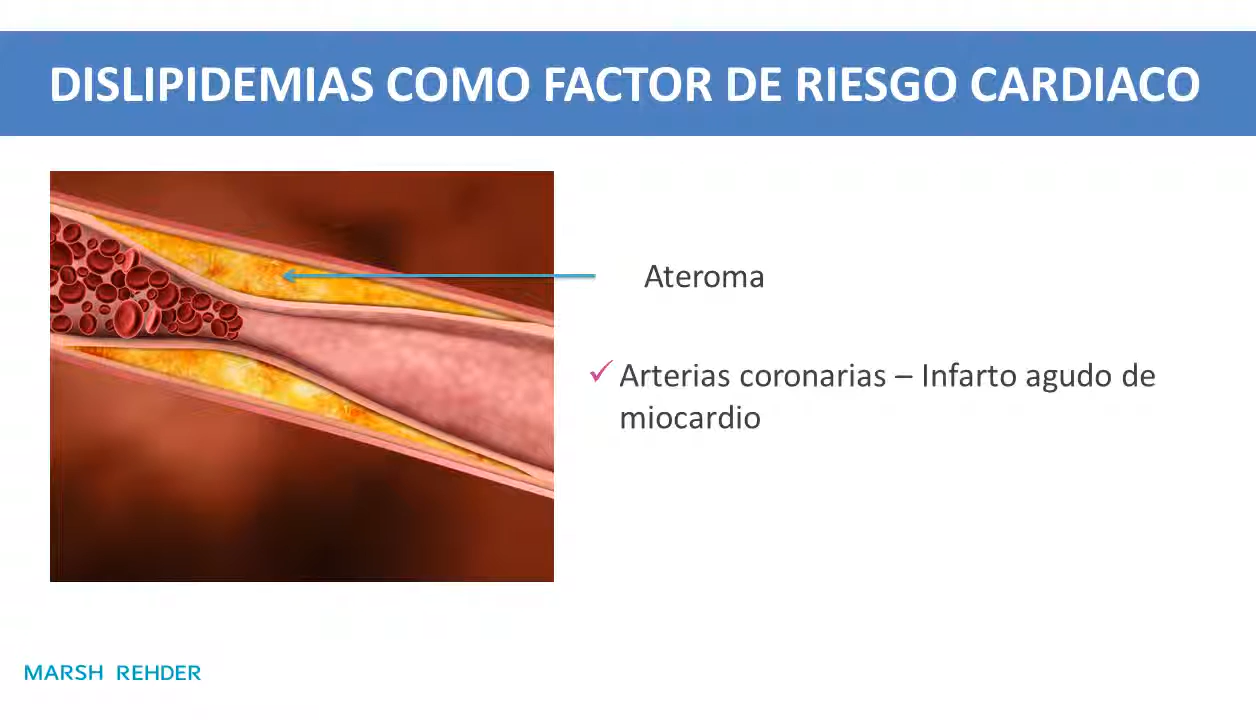 DISLIPIDEMIAS COMO FACTOR DE RIESGO CARDIACO
Ateroma
Arterias coronarias – Infarto agudo de
miocardio
MARSH REHDER